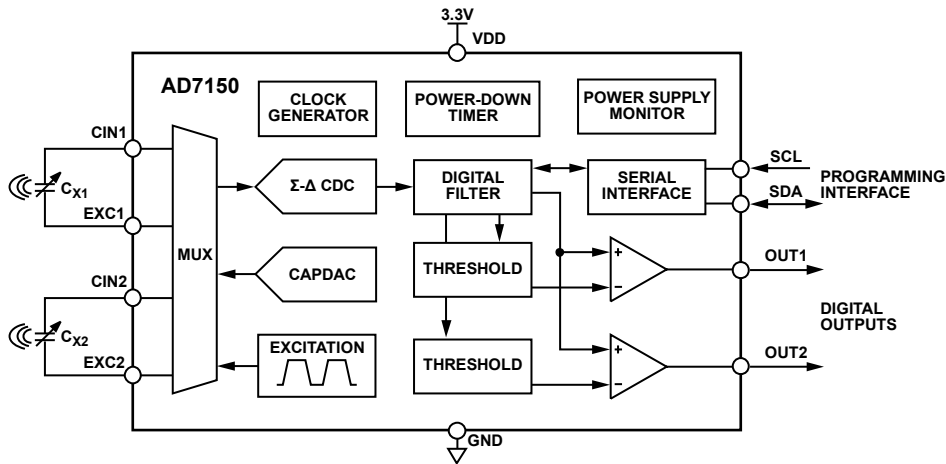 3.3V
VDD
AD7150
CLOCK
GENERATOR
POWER-DOWN
TIMER
POWER SUPPLY
MONITOR
CIN1
CX1
EXC1
CIN2
CX2
EXC2
MUX
Σ-Δ CDC
CAPDAC
EXCITATION
DIGITAL
FILTER
THRESHOLD
THRESHOLD
SERIAL
INTERFACE
+
−
+
−
SCL
SDA
PROGRAMMING
INTERFACE
OUT1
DIGITAL
OUTPUTS
OUT2
GND